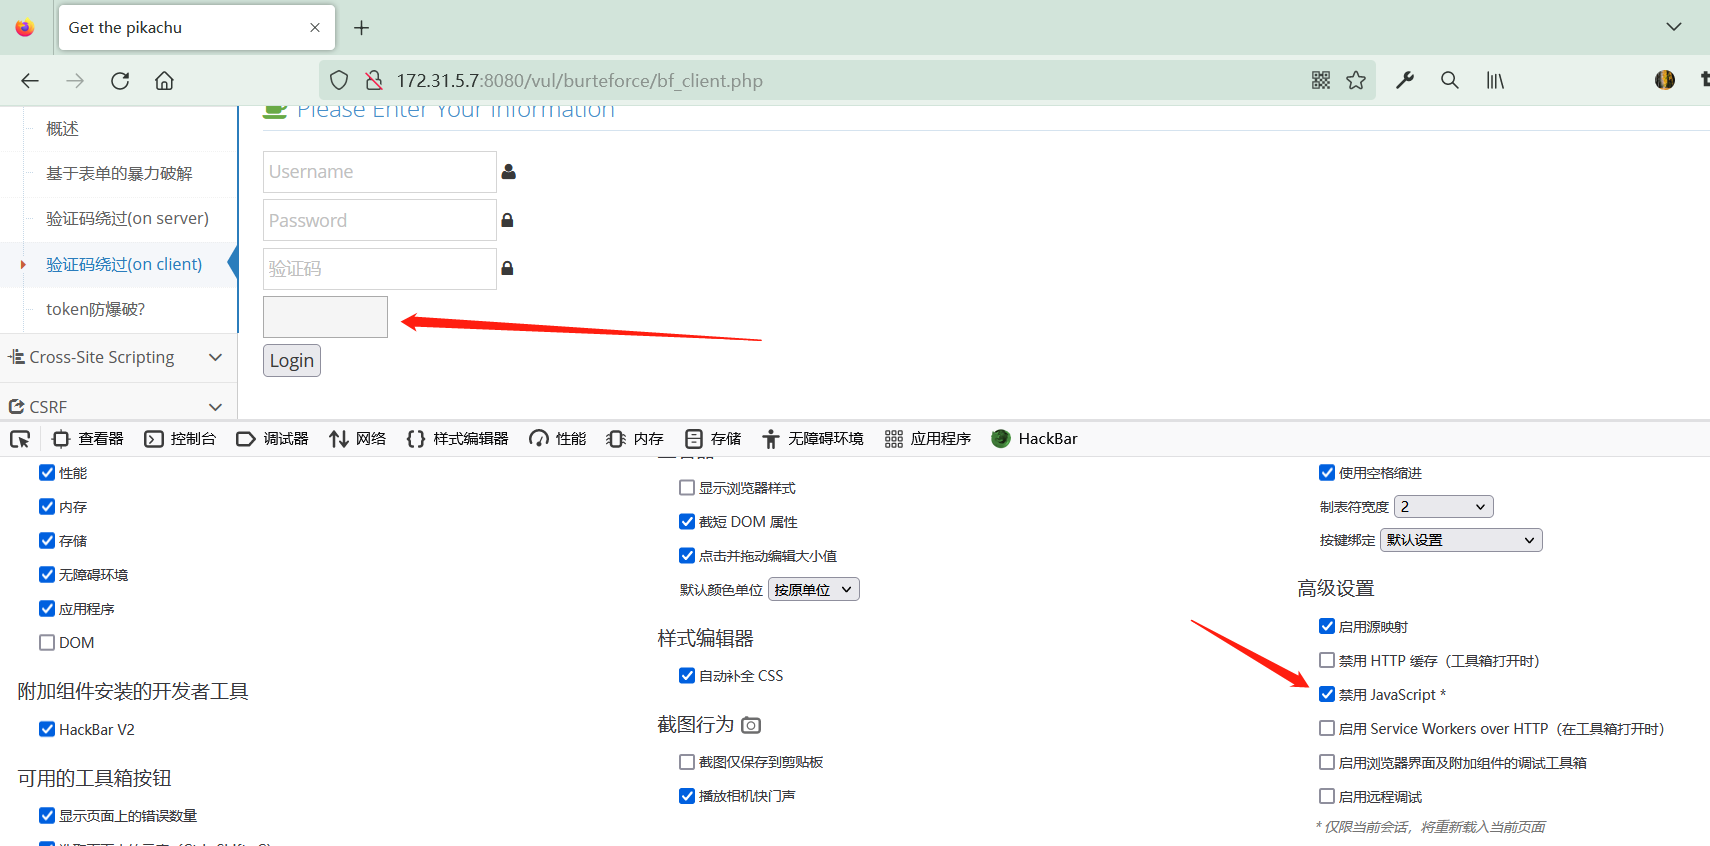 Get the pikachu
172.31.5.7:8080/vul/burteforce/bf_client.php
概述
基于表单的暴力破解
验证码绕过(on server)
验证码绕过(on client)
token防爆破?
Cross-Site Scripting
CSRF
Please Enter Your Information
Username
Password
验证码
Login
查看器 控制台 调试器 网络 样式编辑器 性能 内存 存储 无障碍环境 应用程序 HackBar
性能
内存
存储
无障碍环境
应用程序
DOM
附加组件安装的开发者工具
HackBar V2
可用的工具箱按钮
显示页面上的错误数量
显示浏览器样式
截短 DOM 属性
点击并拖动编辑大小值
默认颜色单位 按原单位
样式编辑器
自动补全 CSS
截图行为
截图仅保存到剪贴板
播放相机快门声
使用空格缩进
制表符宽度 2
按键绑定 默认设置
高级设置
启用源映射
禁用 HTTP 缓存（工具箱打开时）
禁用 JavaScript *
启用 Service Workers over HTTP（在工具箱打开时）
启用浏览器界面及附加组件的调试工具箱
启用远程调试
* 仅限当前会话，将重新载入当前页面